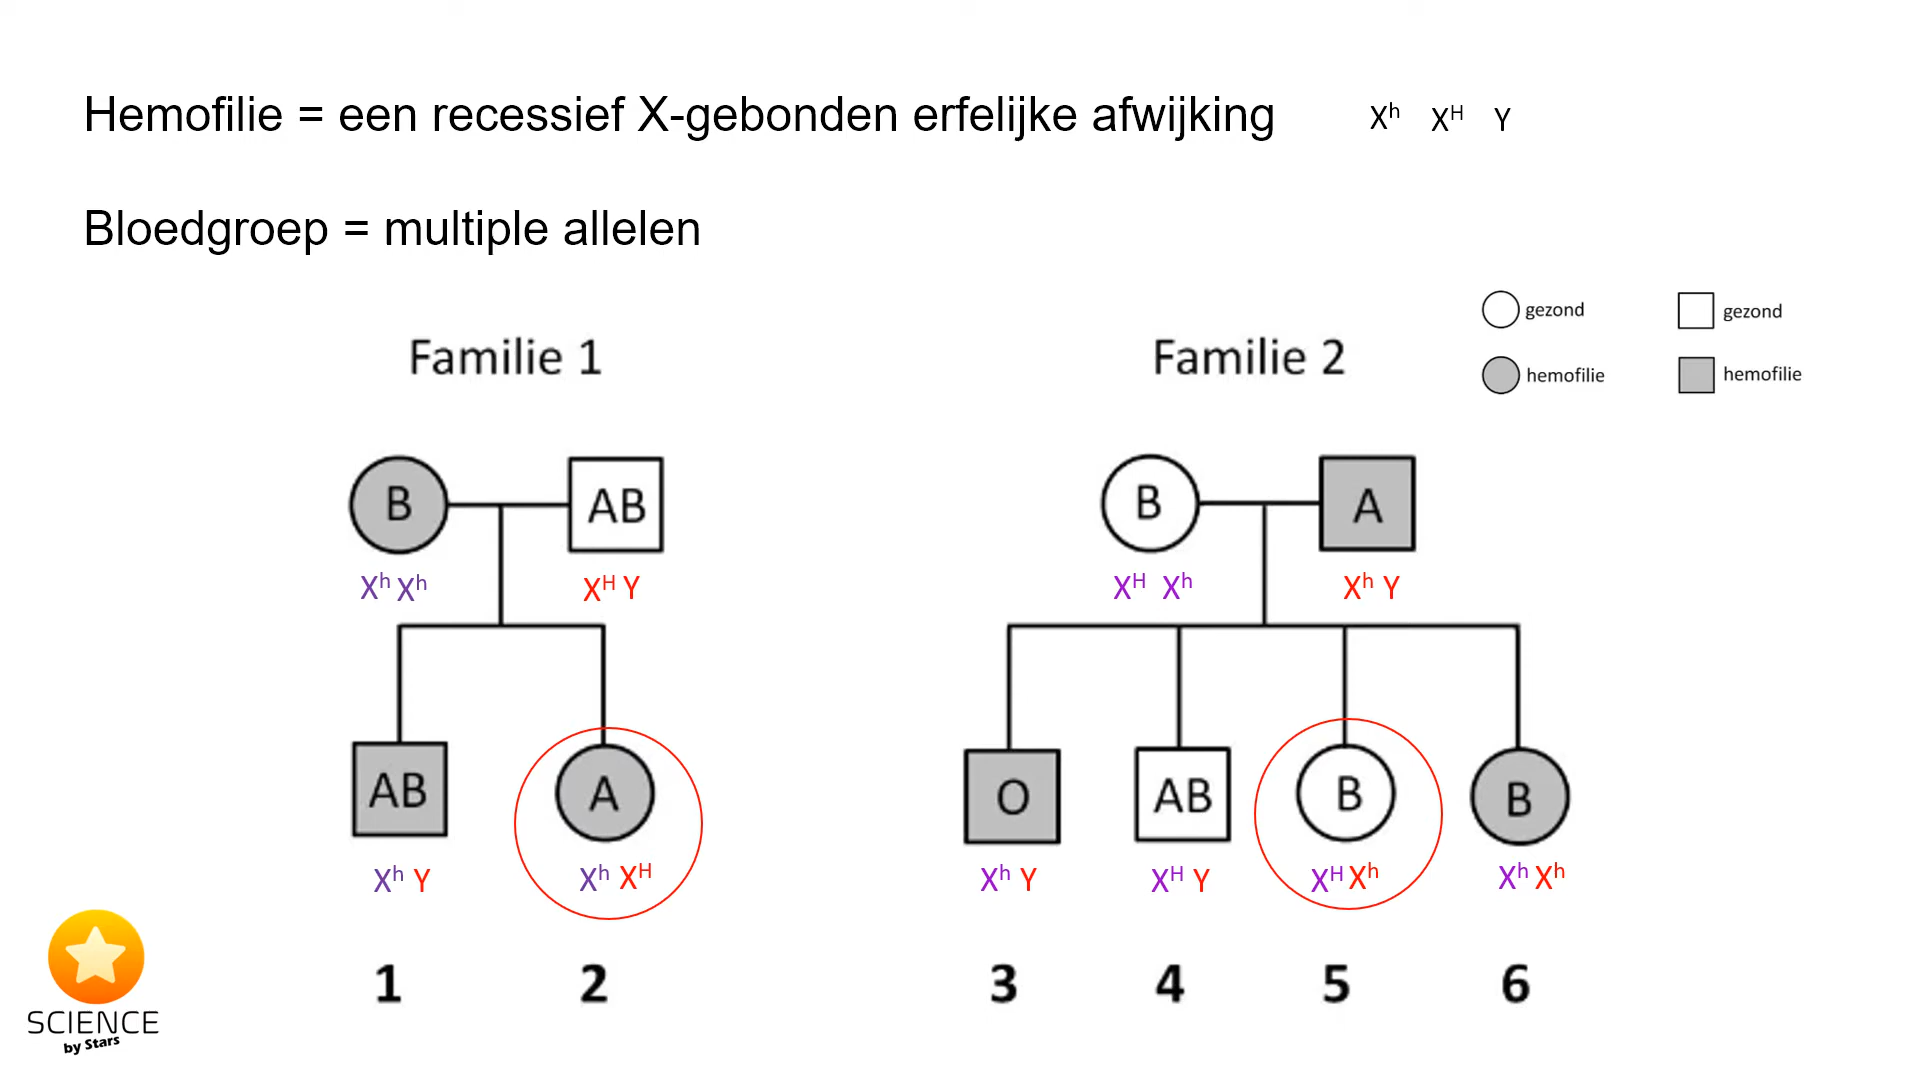 Hemofilie = een recessief X-gebonden erfelijke afwijking Xʰ Xᴴ Y
Bloedgroep = multiple allelen
gezond gezond
hemofilie hemofilie
Familie 1 Familie 2
B AB B A
Xʰ Xʰ Xᴴ Y Xᴴ Xʰ Xʰ Y
AB A O AB B B
Xʰ Y Xʰ Xᴴ Xʰ Y Xᴴ Y Xᴴ Xʰ Xʰ Xʰ
1 2 3 4 5 6
SCIENCE
by Stars